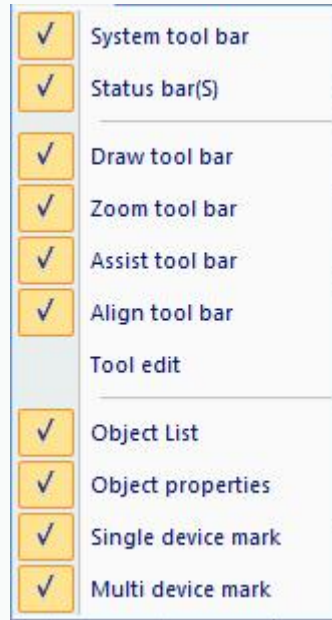 System tool bar
Status bar(S)
Draw tool bar
Zoom tool bar
Assist tool bar
Align tool bar
Tool edit
Object List
Object properties
Single device mark
Multi device mark